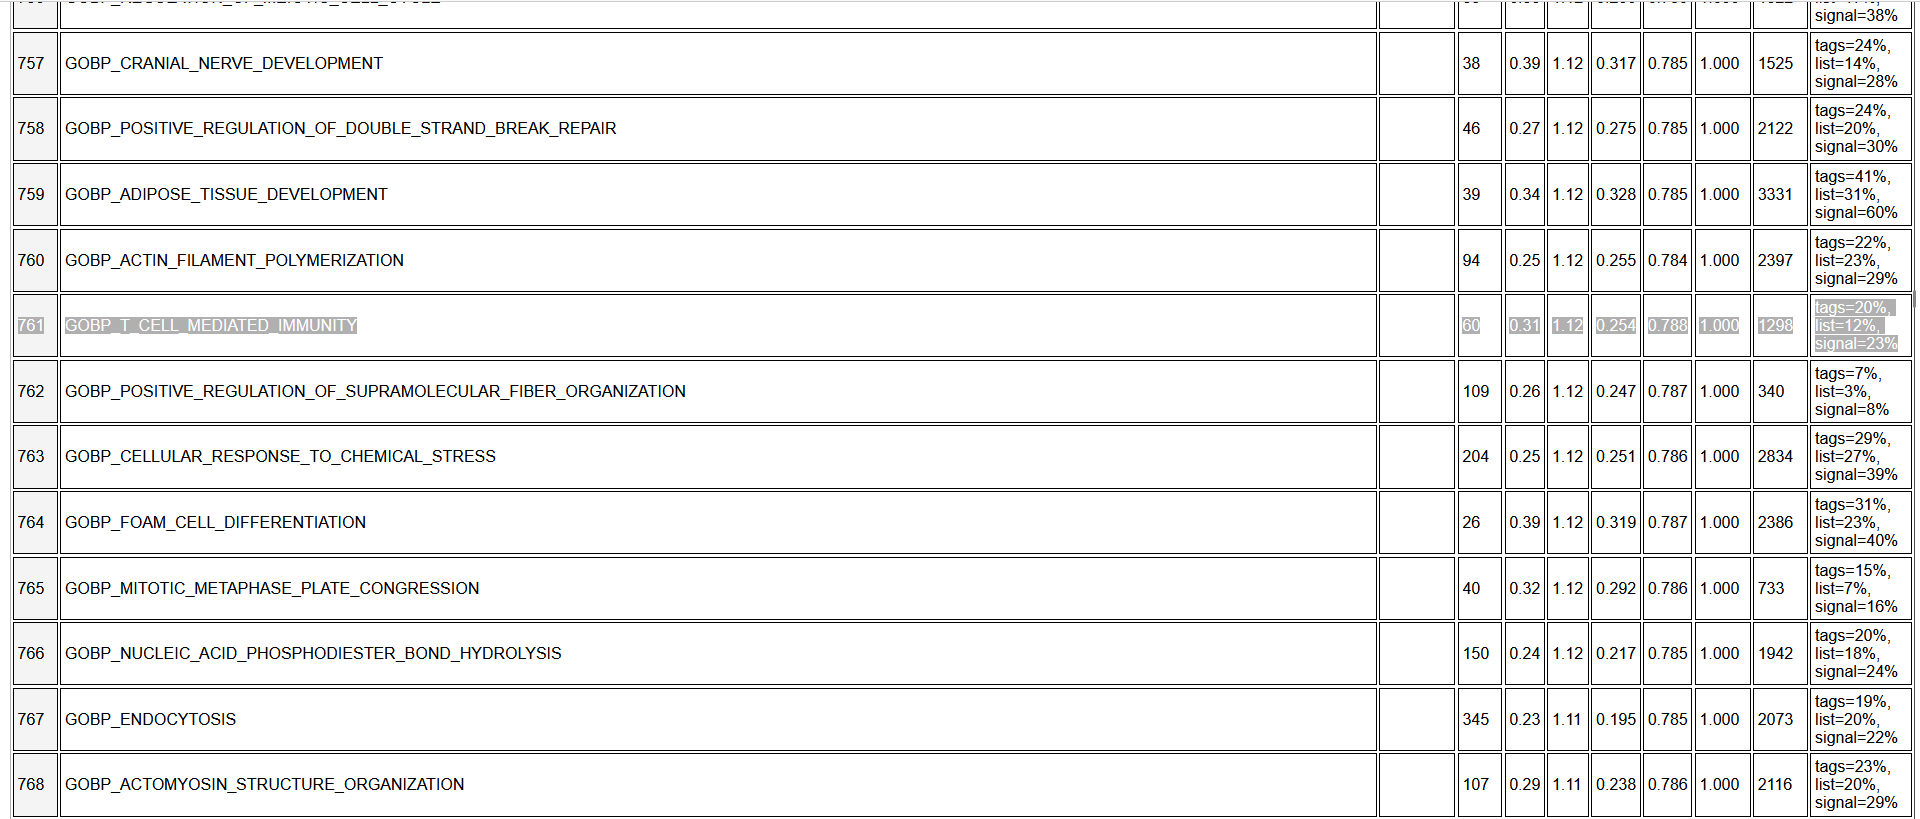 signal=38%
757 GOBP_CRANIAL_NERVE_DEVELOPMENT 38 0.39 1.12 0.317 0.785 1.000 1525 tags=24%, list=14%, signal=28%
758 GOBP_POSITIVE_REGULATION_OF_DOUBLE_STRAND_BREAK_REPAIR 46 0.27 1.12 0.275 0.785 1.000 2122 tags=24%, list=20%, signal=30%
759 GOBP_ADIPOSE_TISSUE_DEVELOPMENT 39 0.34 1.12 0.328 0.785 1.000 3331 tags=41%, list=31%, signal=60%
760 GOBP_ACTIN_FILAMENT_POLYMERIZATION 94 0.25 1.12 0.255 0.784 1.000 2397 tags=22%, list=23%, signal=29%
761 GOBP_T_CELL_MEDIATED_IMMUNITY 60 0.31 1.12 0.254 0.788 1.000 1298 tags=20%, list=12%, signal=23%
762 GOBP_POSITIVE_REGULATION_OF_SUPRAMOLECULAR_FIBER_ORGANIZATION 109 0.26 1.12 0.247 0.787 1.000 340 tags=7%, list=3%, signal=8%
763 GOBP_CELLULAR_RESPONSE_TO_CHEMICAL_STRESS 204 0.25 1.12 0.251 0.786 1.000 2834 tags=29%, list=27%, signal=39%
764 GOBP_FOAM_CELL_DIFFERENTIATION 26 0.39 1.12 0.319 0.787 1.000 2386 tags=31%, list=23%, signal=40%
765 GOBP_MITOTIC_METAPHASE_PLATE_CONGRESSION 40 0.32 1.12 0.292 0.786 1.000 733 tags=15%, list=7%, signal=16%
766 GOBP_NUCLEIC_ACID_PHOSPHODIESTER_BOND_HYDROLYSIS 150 0.24 1.12 0.217 0.785 1.000 1942 tags=20%, list=18%, signal=24%
767 GOBP_ENDOCYTOSIS 345 0.23 1.11 0.195 0.785 1.000 2073 tags=19%, list=20%, signal=22%
768 GOBP_ACTOMYOSIN_STRUCTURE_ORGANIZATION 107 0.29 1.11 0.238 0.786 1.000 2116 tags=23%, list=20%, signal=29%